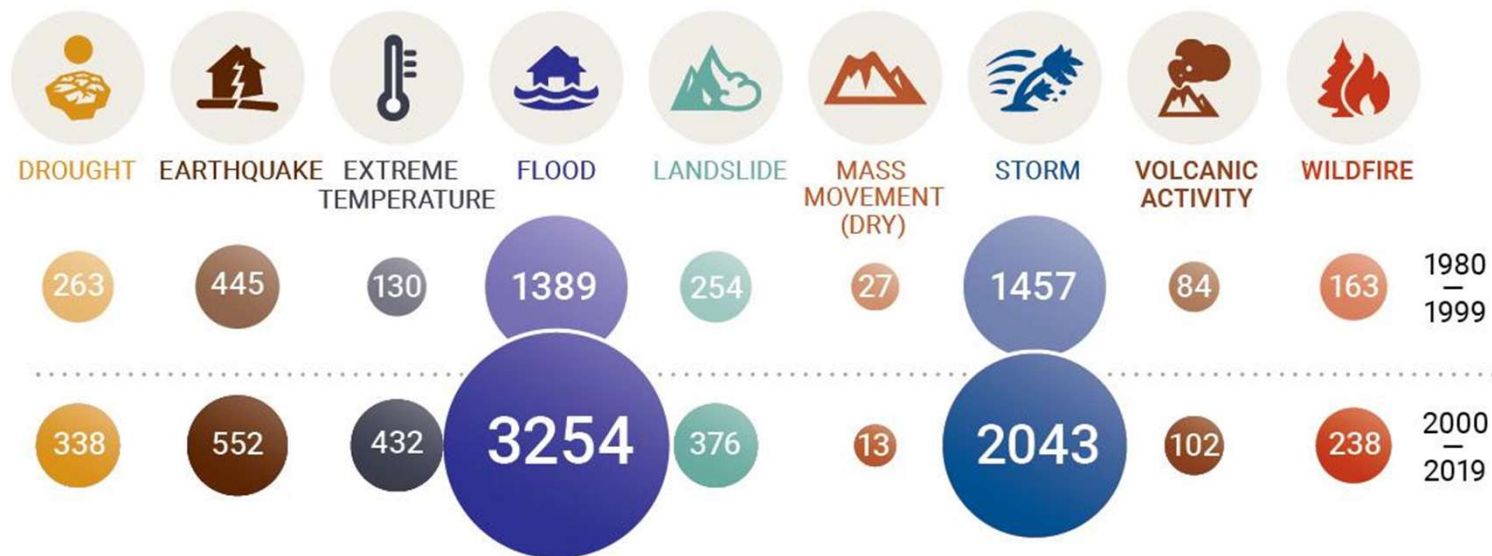 DROUGHT
EARTHQUAKE
EXTREME
TEMPERATURE
FLOOD
LANDSLIDE
MASS
MOVEMENT
(DRY)
STORM
VOLCANIC
ACTIVITY
WILDFIRE
263
445
130
1389
254
27
1457
84
163
1980
–
1999
338
552
432
3254
376
13
2043
102
238
2000
–
2019